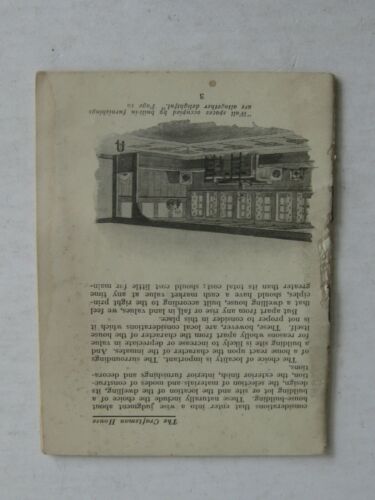 The Craftsman House
considerations that enter into a wise judgment about
house-building. These naturally include the choice of a
building lot or site and the location of the dwelling, its
design, the selection of materials and modes of construc-
tion, the exterior finish, interior furnishings and decora-
tions.
The choice of locality is important. The surroundings
of a home react upon the character of the inmates. And
a building site is likely to increase or depreciate in value
for reasons wholly apart from the character of the house
itself. These, however, are local considerations which it
is not proper to consider in this place.
But apart from any rise or fall in land values, we feel
that a dwelling house, built according to the right prin-
ciples, should have a cash market value at any time
greater than its total cost; should cost little for main-
"Wall spaces occupied by built-in furnishings
are altogether delightful." Page 10
3